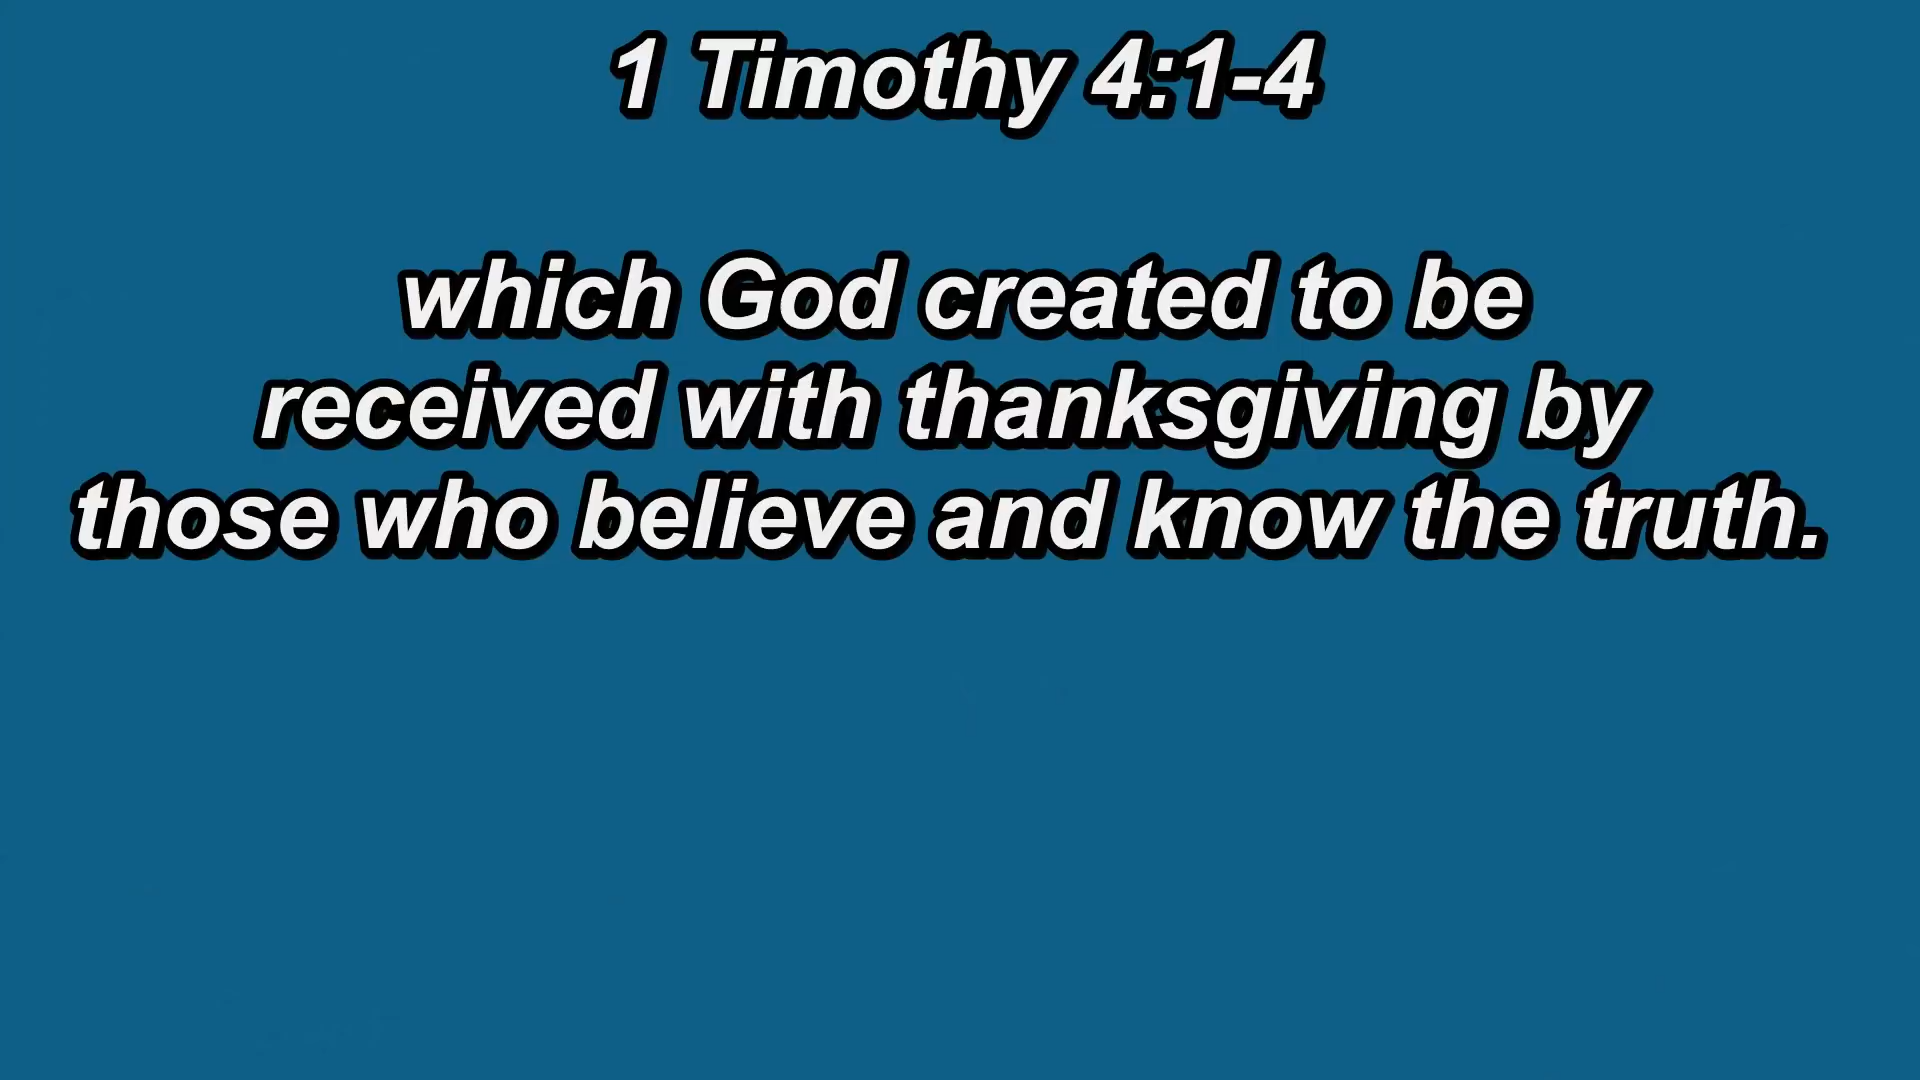 1 Timothy 4:1-4
which God created to be
received with thanksgiving by
those who believe and know the truth.